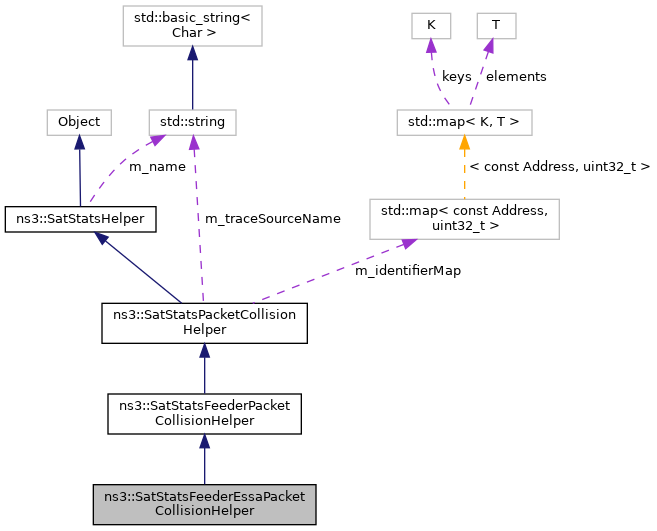 std::basic_string<
Char >
K
T
keys
elements
Object
std::string
std::map< K, T >
m_name
< const Address, uint32_t >
ns3::SatStatsHelper
m_traceSourceName
std::map< const Address,
uint32_t >
m_identifierMap
ns3::SatStatsPacketCollision
Helper
ns3::SatStatsFeederPacket
CollisionHelper
ns3::SatStatsFeederEssaPacket
CollisionHelper